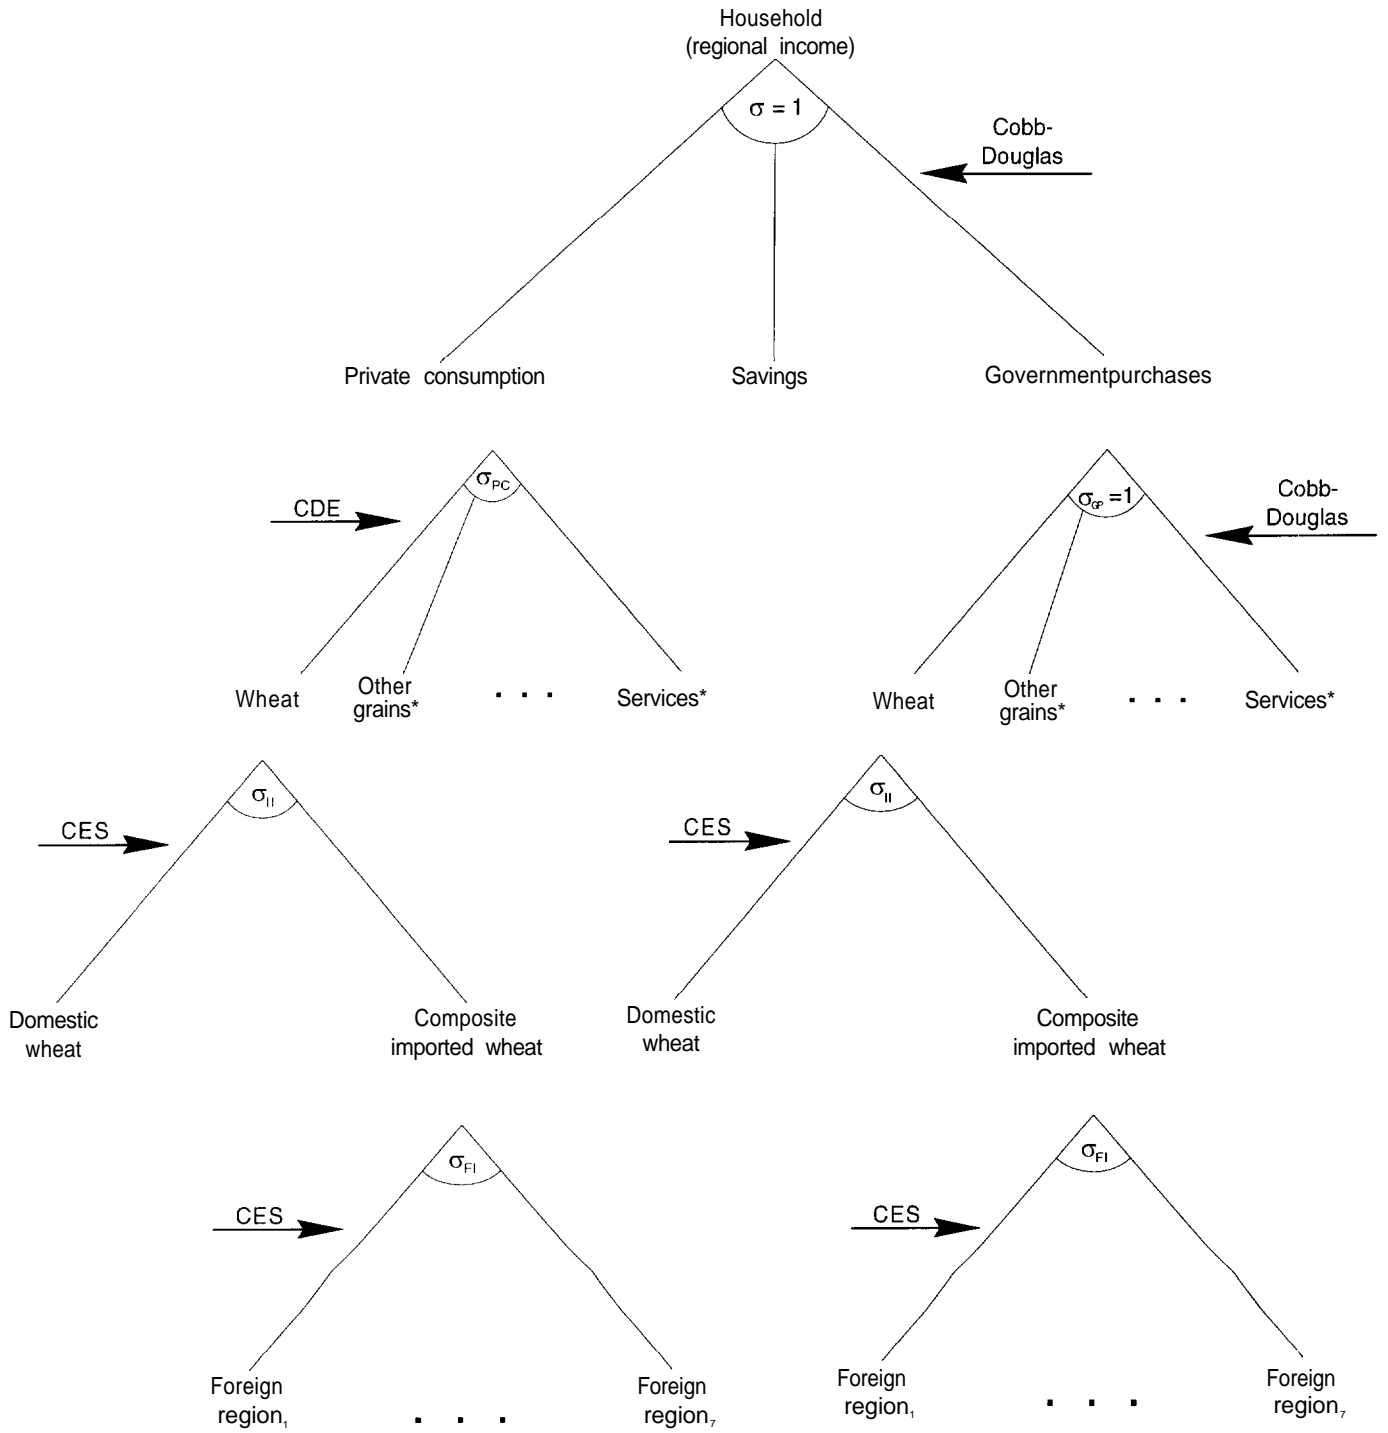 Household
(regional income)
σ = 1
Cobb-
Douglas
Private consumption
Savings
Governmentpurchases
σPC
CDE
σGP = 1
Cobb-
Douglas
Wheat
Other
grains*
. . .
Services*
Wheat
Other
grains*
. . .
Services*
σII
CES
σII
CES
Domestic
wheat
Composite
imported wheat
Domestic
wheat
Composite
imported wheat
σFI
CES
σFI
CES
Foreign
region1
. . .
Foreign
region7
Foreign
region1
. . .
Foreign
region7